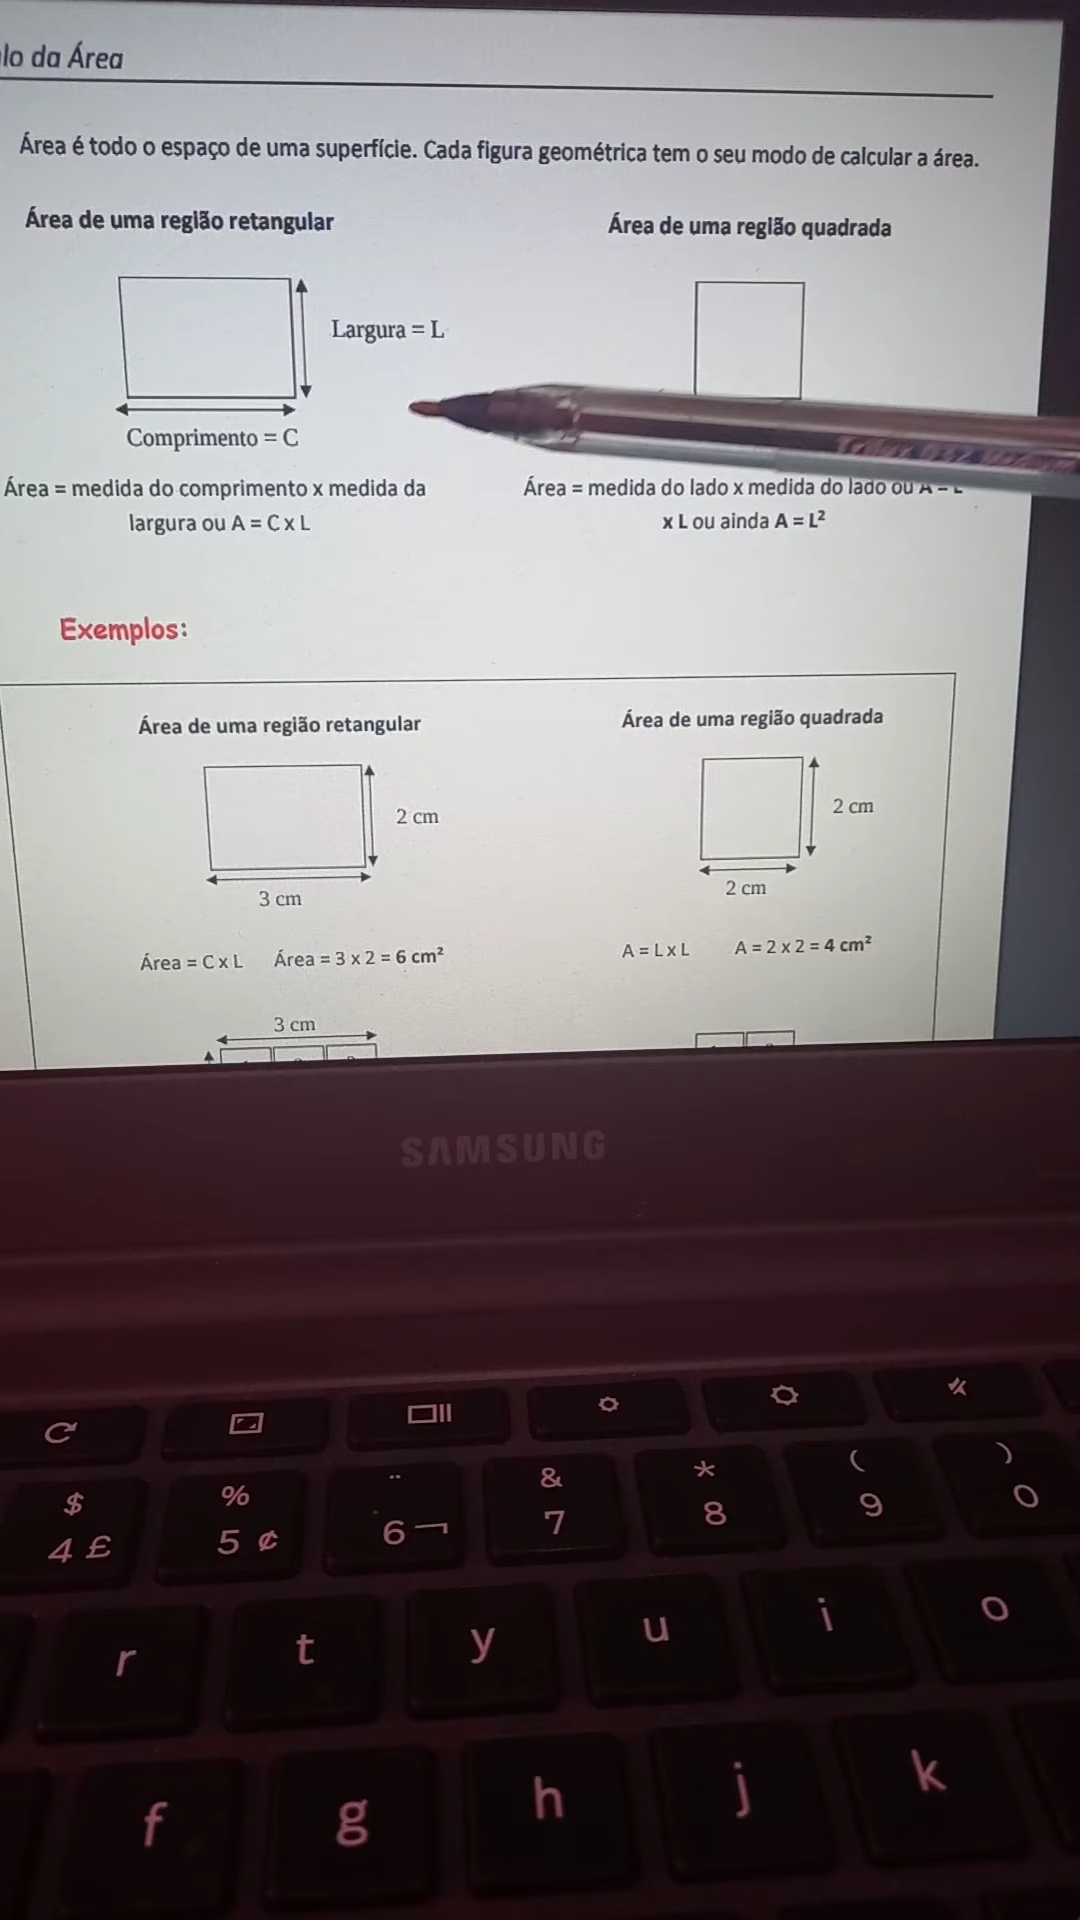 lo da Área
Área é todo o espaço de uma superfície. Cada figura geométrica tem o seu modo de calcular a área.
Área de uma região retangular
Área de uma região quadrada
Largura = L
Comprimento = C
Área = medida do comprimento x medida da
largura ou A = C x L
Área = medida do lado x medida do lado ou A = L
x L ou ainda A = L²
Exemplos:
Área de uma região retangular
Área de uma região quadrada
2 cm
3 cm
2 cm
2 cm
Área = C x L Área = 3 x 2 = 6 cm²
A = L x L A = 2 x 2 = 4 cm²
3 cm
SAMSUNG
$ % ¨ & * ( )
4 £ 5 ¢ 6 ¬ 7 8 9 0
r t y u i o
f g h j k